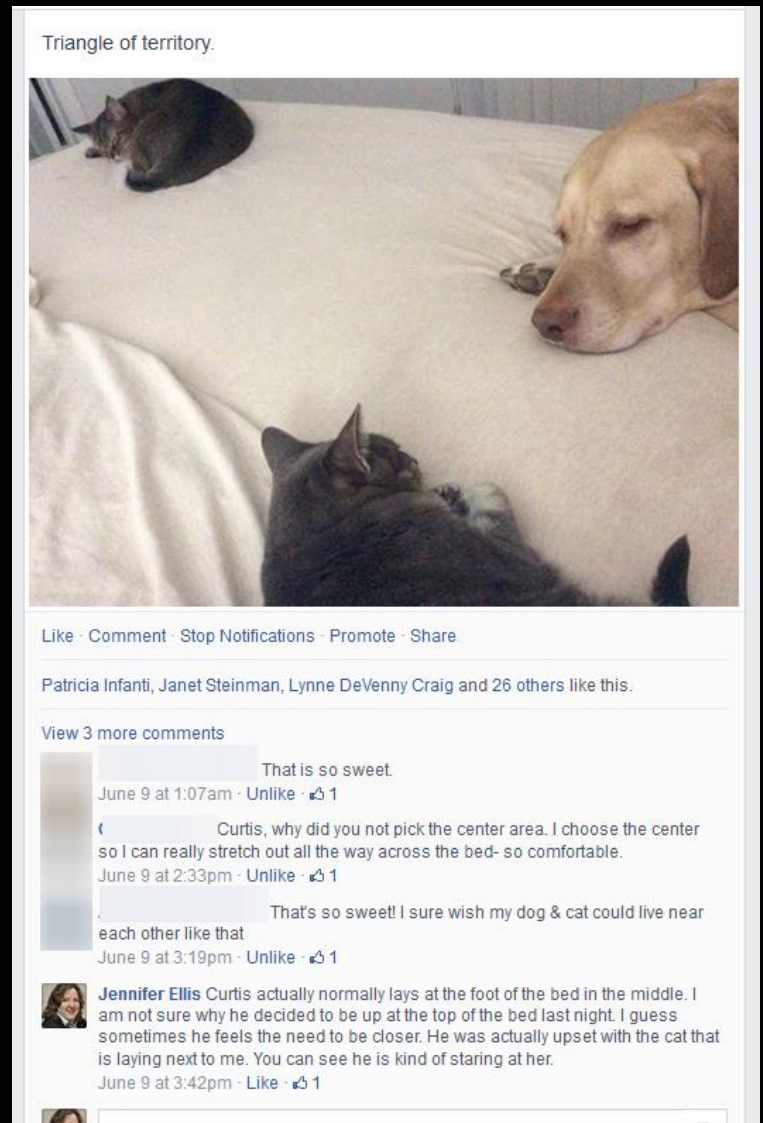 Triangle of territory.
Like · Comment · Stop Notifications · Promote · Share
Patricia Infanti, Janet Steinman, Lynne DeVenny Craig and 26 others like this.
View 3 more comments
That is so sweet.
June 9 at 1:07am · Unlike · 1
Curtis, why did you not pick the center area. I choose the center
so I can really stretch out all the way across the bed- so comfortable.
June 9 at 2:33pm · Unlike · 1
That's so sweet! I sure wish my dog & cat could live near
each other like that
June 9 at 3:19pm · Unlike · 1
Jennifer Ellis Curtis actually normally lays at the foot of the bed in the middle. I
am not sure why he decided to be up at the top of the bed last night. I guess
sometimes he feels the need to be closer. He was actually upset with the cat that
is laying next to me. You can see he is kind of staring at her.
June 9 at 3:42pm · Like · 1